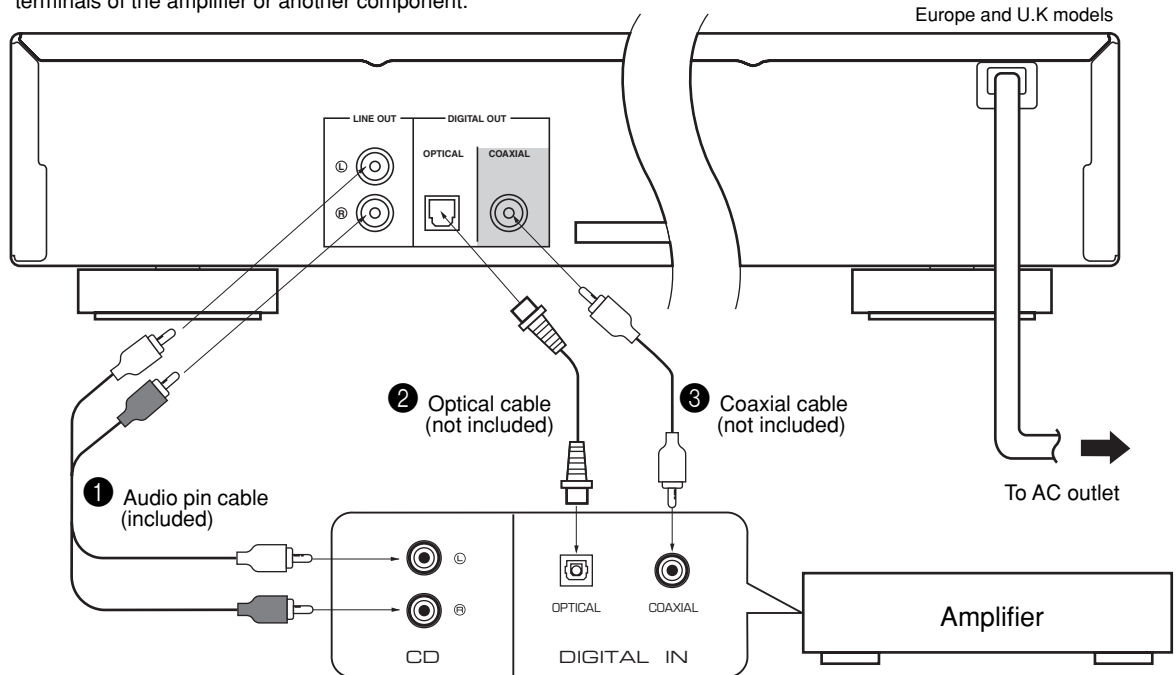 terminals of the amplifier or another component.
Europe and U.K models
LINE OUT
DIGITAL OUT
OPTICAL
COAXIAL
L
R
2 Optical cable
(not included)
3 Coaxial cable
(not included)
To AC outlet
1 Audio pin cable
(included)
L
R
CD
OPTICAL
COAXIAL
DIGITAL IN
Amplifier